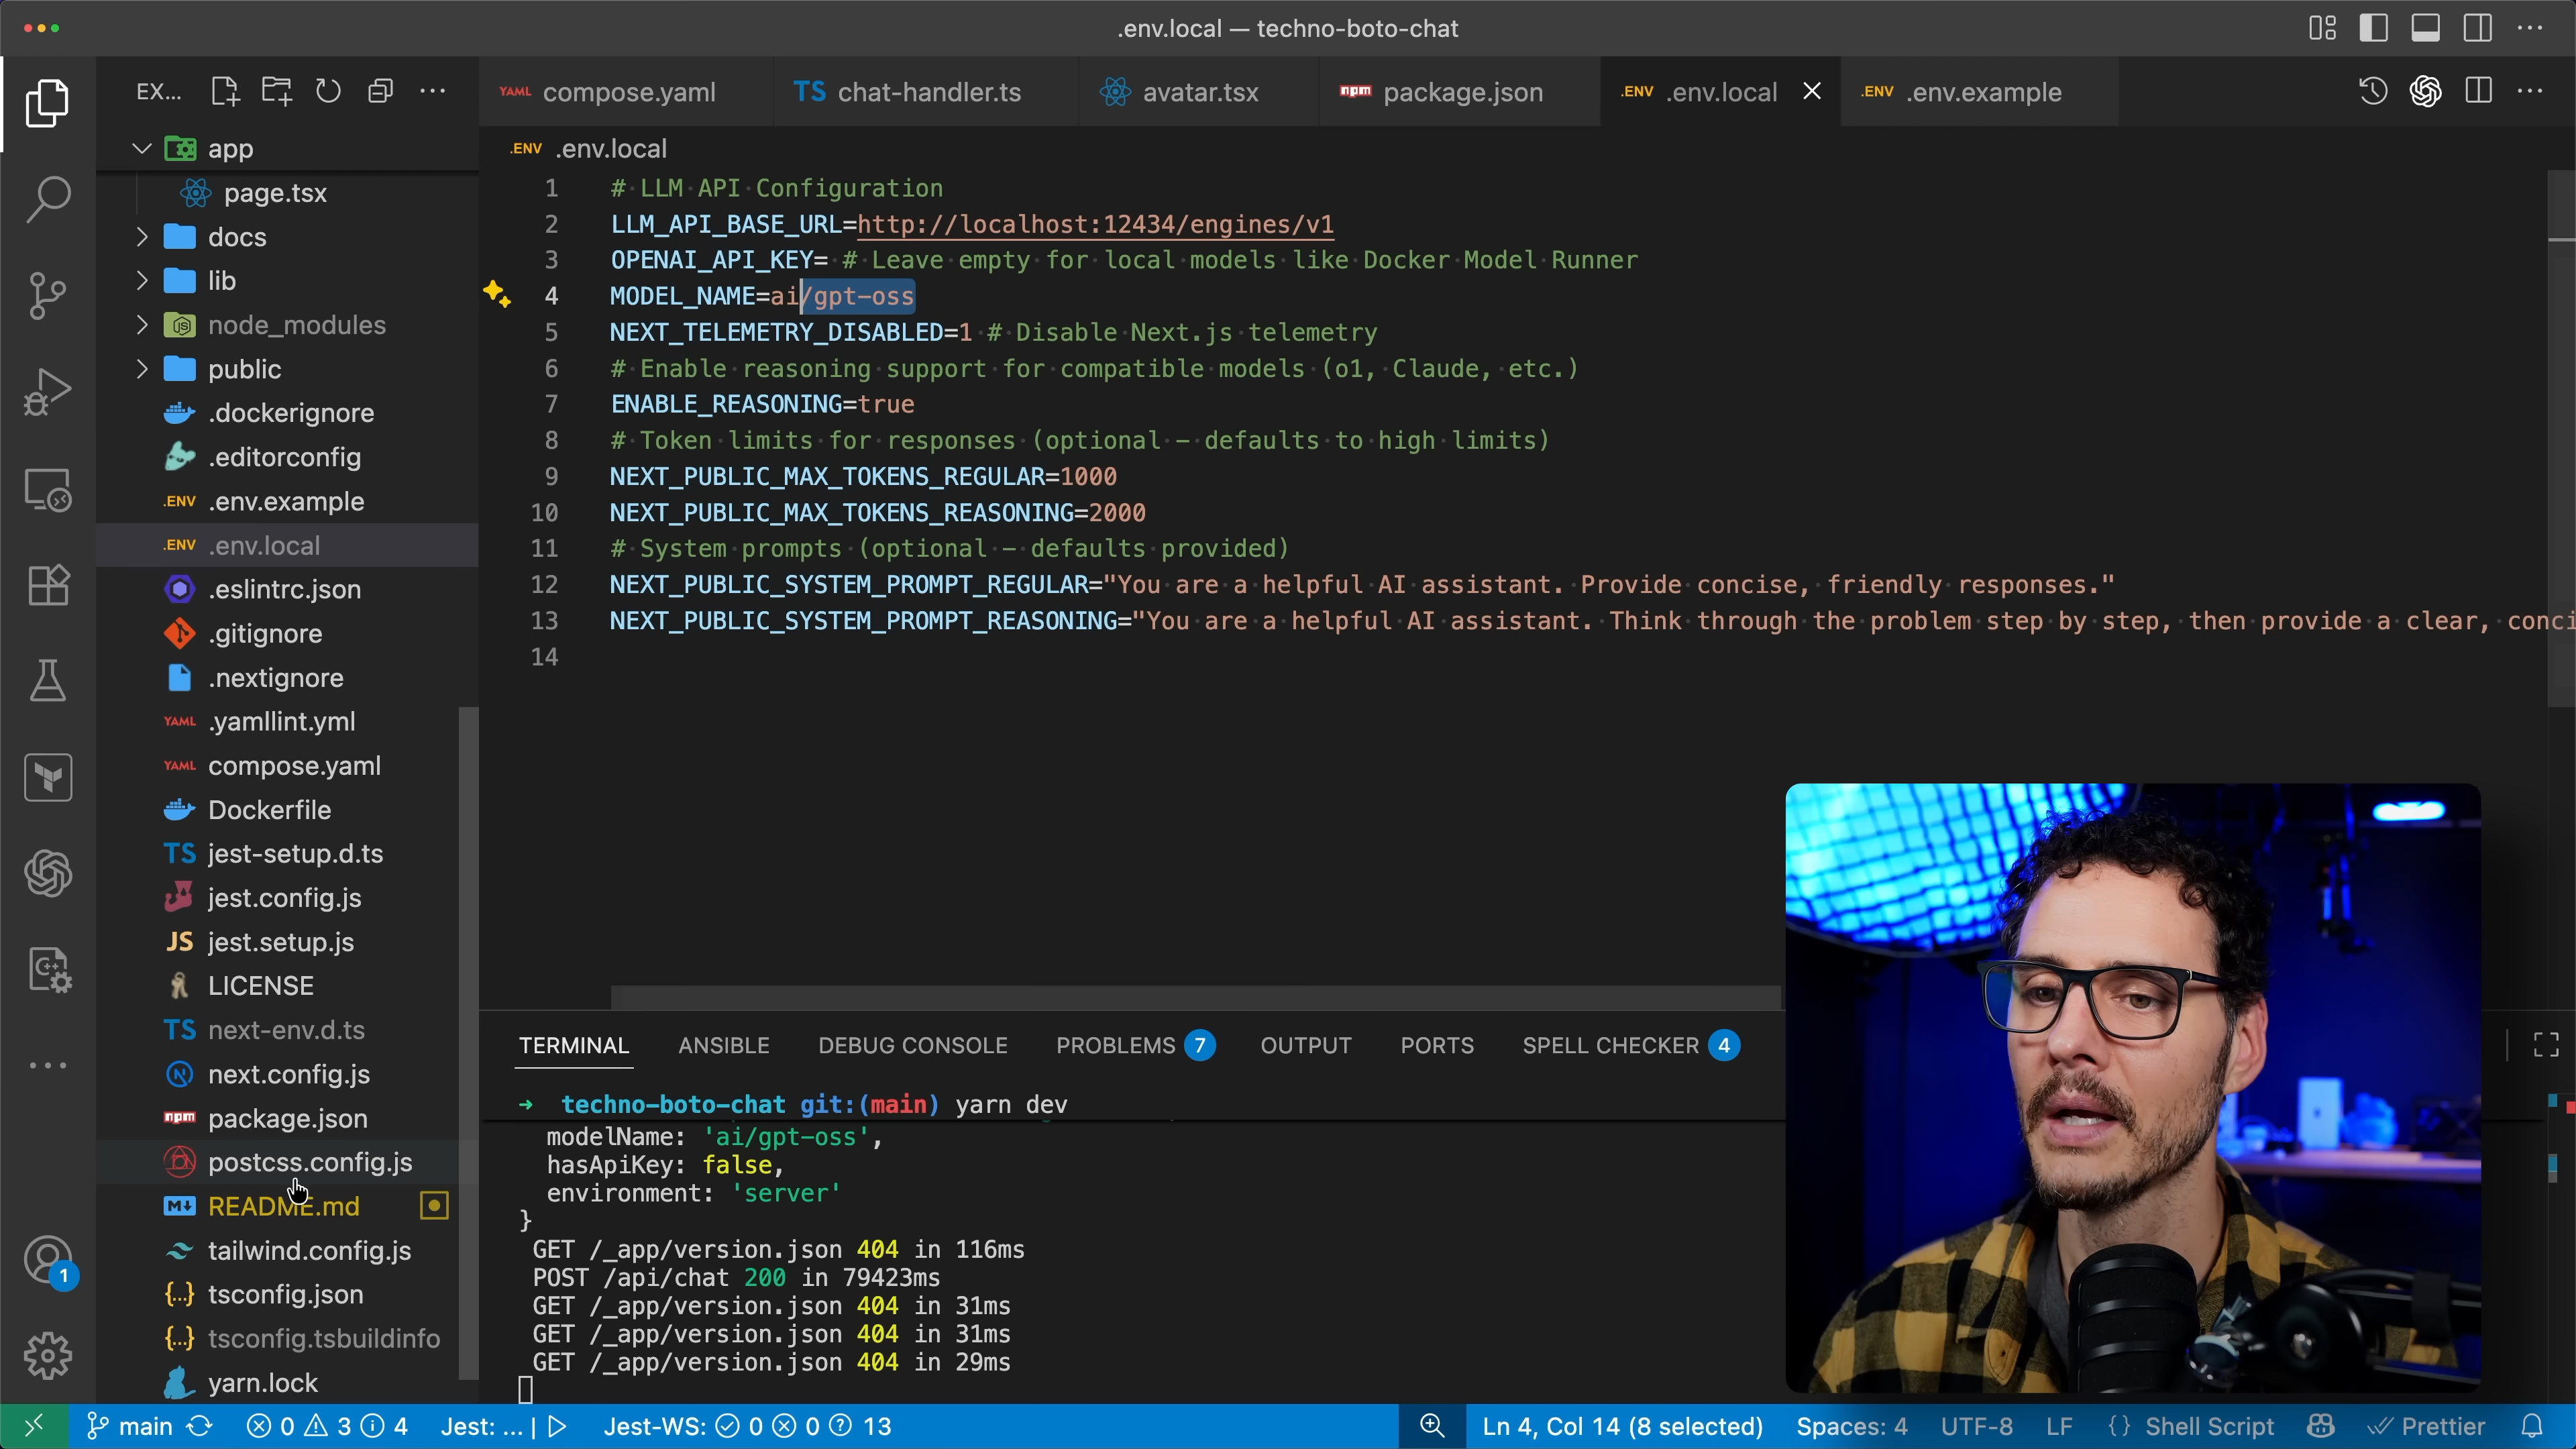 .env.local — techno-boto-chat
EX...
YAML compose.yaml
TS chat-handler.ts
avatar.tsx
npm package.json
.ENV .env.local
.ENV .env.example
app
page.tsx
docs
lib
JS node_modules
public
.dockerignore
.editorconfig
.ENV .env.example
.ENV .env.local
.eslintrc.json
.gitignore
.nextignore
YAML .yamllint.yml
YAML compose.yaml
Dockerfile
TS jest-setup.d.ts
jest.config.js
JS jest.setup.js
LICENSE
TS next-env.d.ts
next.config.js
npm package.json
postcss.config.js
README.md
tailwind.config.js
{..} tsconfig.json
{..} tsconfig.tsbuildinfo
yarn.lock
1
.ENV .env.local
1 # LLM API Configuration
2 LLM_API_BASE_URL=http://localhost:12434/engines/v1
3 OPENAI_API_KEY= # Leave empty for local models like Docker Model Runner
4 MODEL_NAME=ai/gpt-oss
5 NEXT_TELEMETRY_DISABLED=1 # Disable Next.js telemetry
6 # Enable reasoning support for compatible models (o1, Claude, etc.)
7 ENABLE_REASONING=true
8 # Token limits for responses (optional - defaults to high limits)
9 NEXT_PUBLIC_MAX_TOKENS_REGULAR=1000
10 NEXT_PUBLIC_MAX_TOKENS_REASONING=2000
11 # System prompts (optional - defaults provided)
12 NEXT_PUBLIC_SYSTEM_PROMPT_REGULAR="You are a helpful AI assistant. Provide concise, friendly responses."
13 NEXT_PUBLIC_SYSTEM_PROMPT_REASONING="You are a helpful AI assistant. Think through the problem step by step, then provide a clear, conci
14
TERMINAL ANSIBLE DEBUG CONSOLE PROBLEMS 7 OUTPUT PORTS SPELL CHECKER 4
→ techno-boto-chat git:(main) yarn dev
modelName: 'ai/gpt-oss',
hasApiKey: false,
environment: 'server'
}
GET /_app/version.json 404 in 116ms
POST /api/chat 200 in 79423ms
GET /_app/version.json 404 in 31ms
GET /_app/version.json 404 in 31ms
GET /_app/version.json 404 in 29ms
main 0 3 4 Jest: ... | Jest-WS: 0 0 13 Ln 4, Col 14 (8 selected) Spaces: 4 UTF-8 LF {} Shell Script Prettier